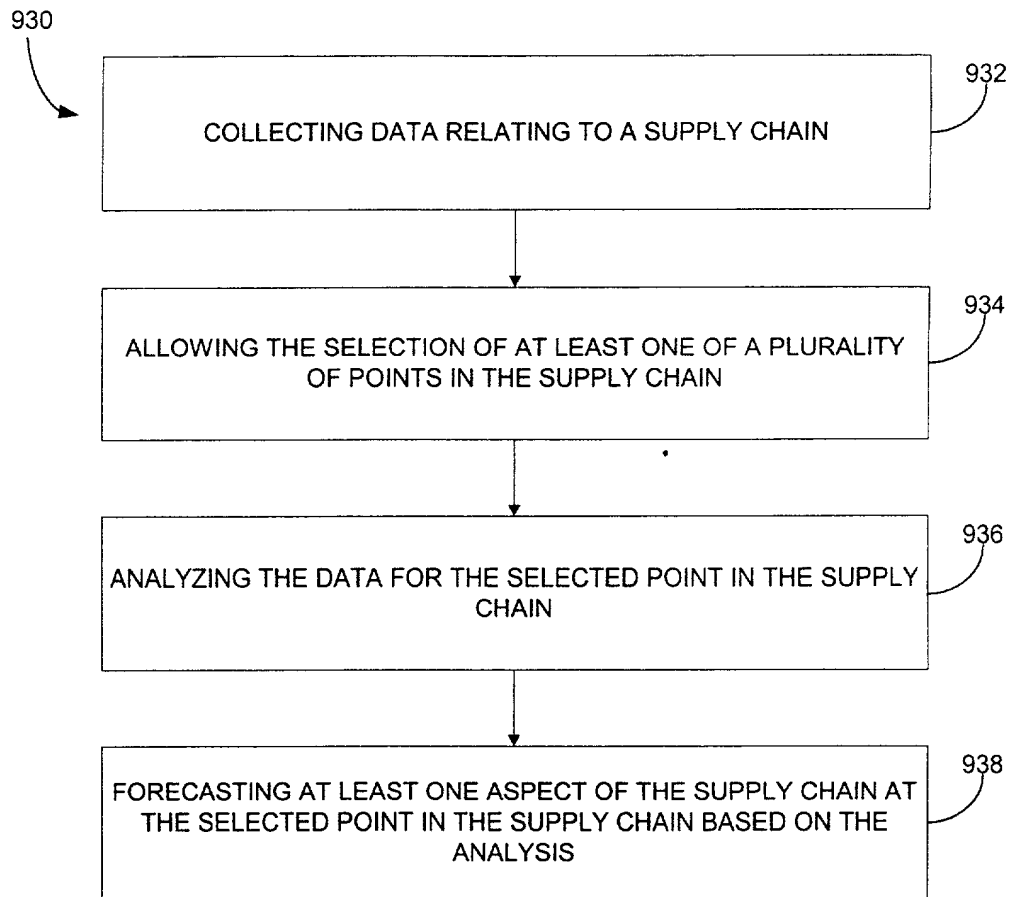 930
932
COLLECTING DATA RELATING TO A SUPPLY CHAIN
934
ALLOWING THE SELECTION OF AT LEAST ONE OF A PLURALITY
OF POINTS IN THE SUPPLY CHAIN
936
ANALYZING THE DATA FOR THE SELECTED POINT IN THE SUPPLY
CHAIN
938
FORECASTING AT LEAST ONE ASPECT OF THE SUPPLY CHAIN AT
THE SELECTED POINT IN THE SUPPLY CHAIN BASED ON THE
ANALYSIS